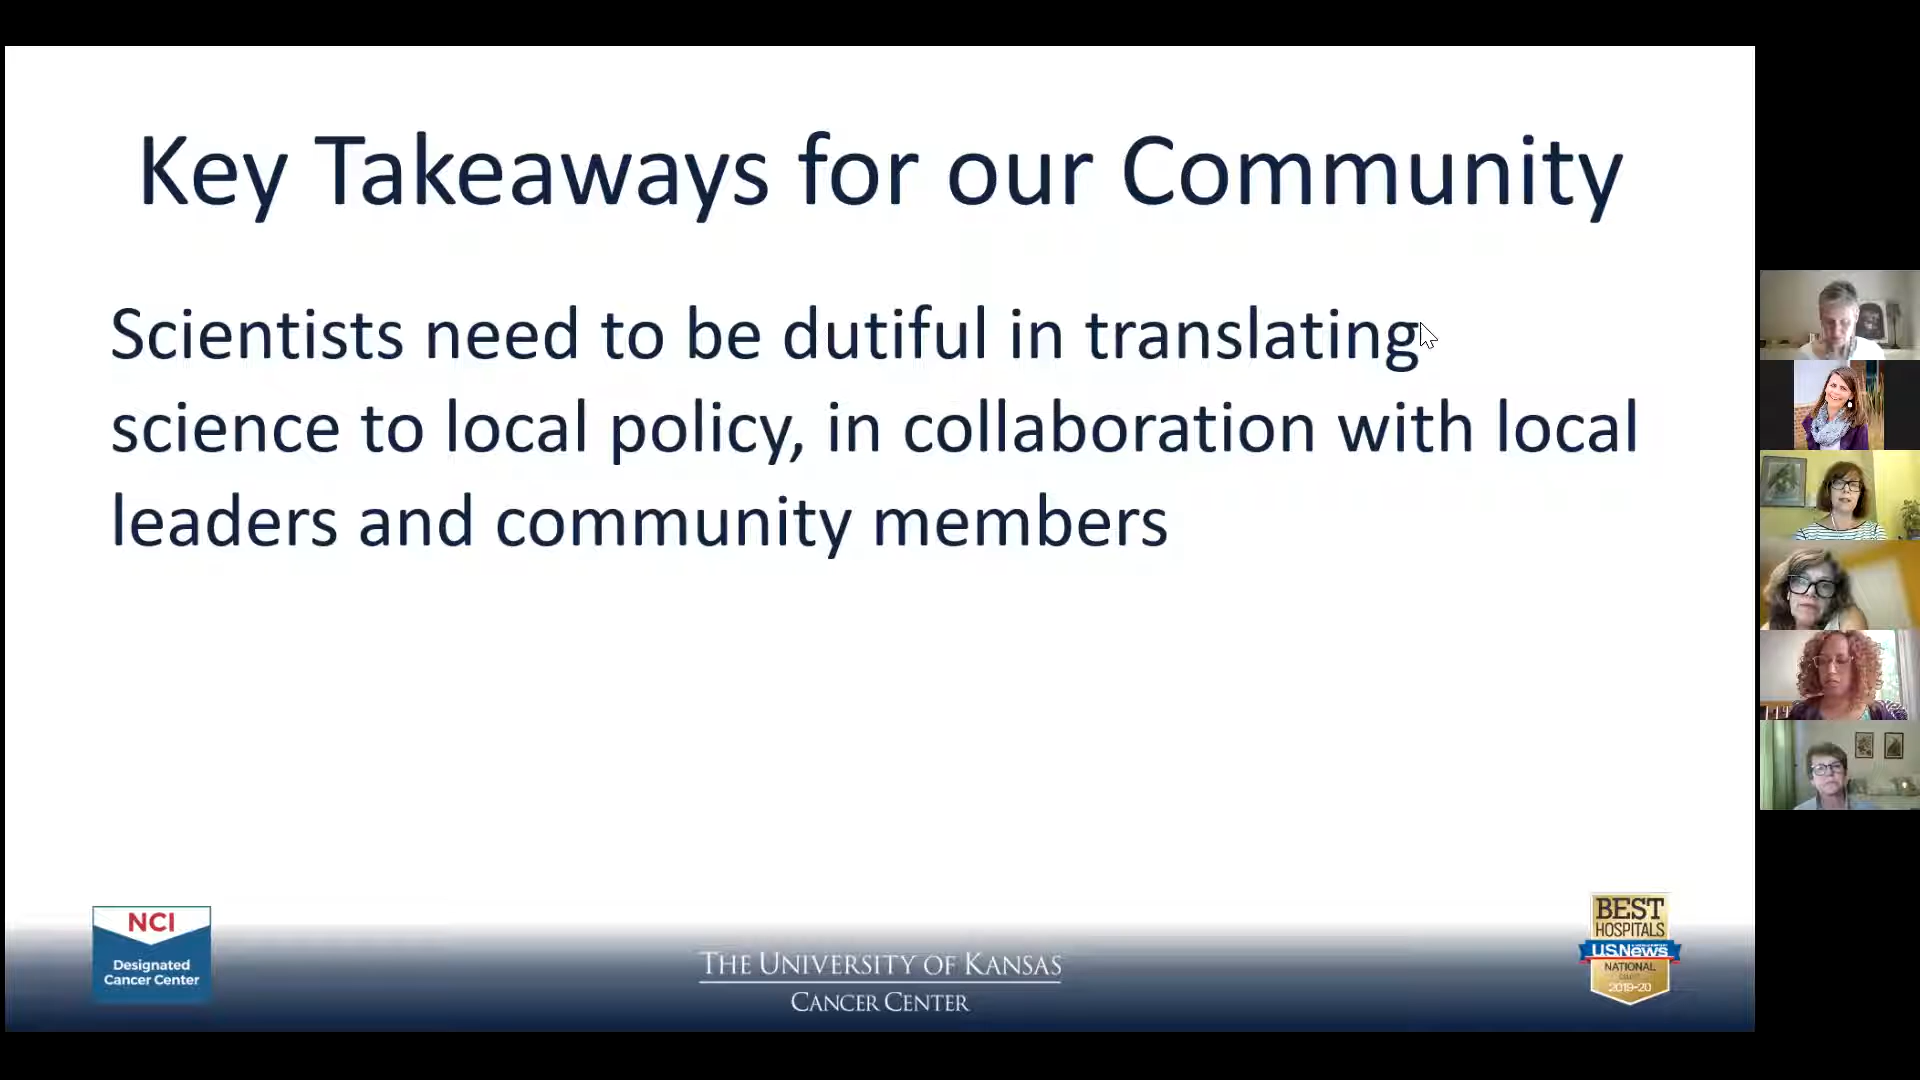 Key Takeaways for our Community
Scientists need to be dutiful in translating
science to local policy, in collaboration with local
leaders and community members
NCI
Designated
Cancer Center
THE UNIVERSITY OF KANSAS
CANCER CENTER
BEST
HOSPITALS
U.S.News
NATIONAL
2019-20